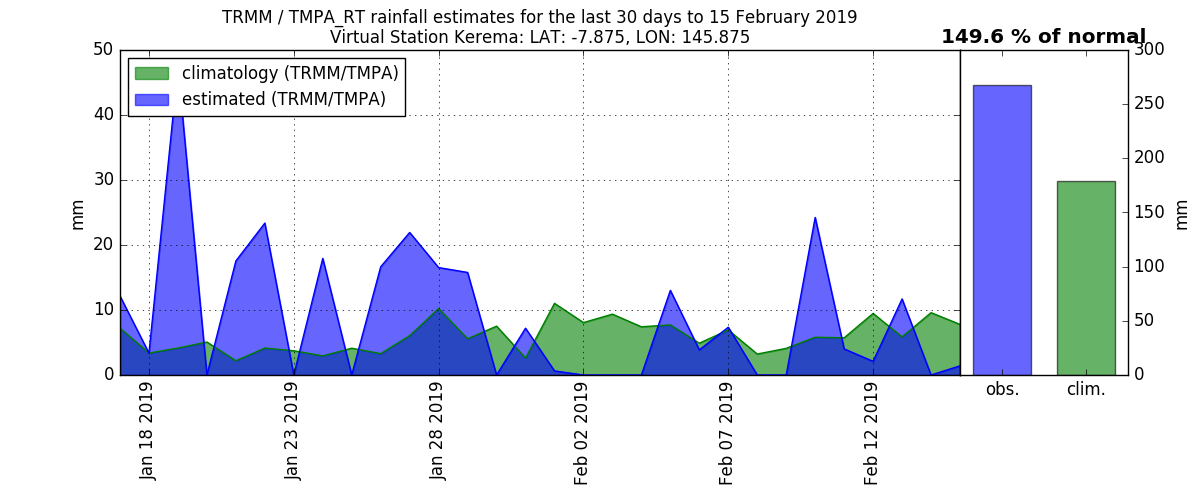 TRMM / TMPA_RT rainfall estimates for the last 30 days to 15 February 2019
Virtual Station Kerema: LAT: -7.875, LON: 145.875
149.6 % of normal
climatology (TRMM/TMPA)
estimated (TRMM/TMPA)
mm
50
40
30
20
10
0
Jan 18 2019
Jan 23 2019
Jan 28 2019
Feb 02 2019
Feb 07 2019
Feb 12 2019
obs.
clim.
300
250
200
150
100
50
0
mm